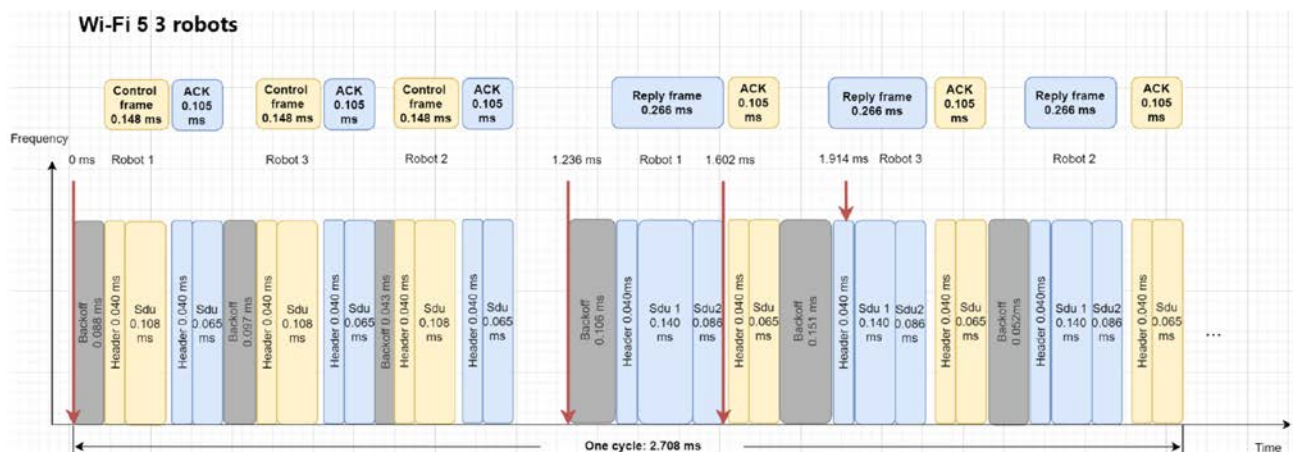 Wi-Fi 5 3 robots
Control
frame
0.148 ms
ACK
0.105
ms
Control
frame
0.148 ms
ACK
0.105
ms
Control
frame
0.148 ms
ACK
0.105
ms
Reply frame
0.266 ms
ACK
0.105
ms
Reply frame
0.266 ms
ACK
0.105
ms
Reply frame
0.266 ms
ACK
0.105
ms
Frequency
0 ms
Robot 1
Robot 3
Robot 2
1.236 ms
Robot 1
1.602 ms
1.914 ms
Robot 3
Robot 2
Backoff
0.088 ms
Header 0.040 ms
Sdu
0.108
ms
Header 0.040 ms
Sdu
0.065
ms
Backoff
0.097 ms
Header 0.040 ms
Sdu
0.108
ms
Header 0.040 ms
Sdu
0.065
ms
Backoff 0.043 ms
Header 0.040 ms
Sdu
0.108
ms
Header 0.040 ms
Sdu
0.065
ms
Backoff
0.106 ms
Header 0.040ms
Sdu 1
0.140
ms
Sdu2
0.086
ms
Header 0.040 ms
Sdu
0.065
ms
Backoff
0.151 ms
Header 0.040 ms
Sdu 1
0.140
ms
Sdu2
0.086
ms
Header 0.040 ms
Sdu
0.065
ms
Backoff
0.052ms
Header 0.040ms
Sdu 1
0.140
ms
Sdu2
0.086
ms
Header 0.040 ms
Sdu
0.065
ms
...
One cycle: 2.708 ms
Time